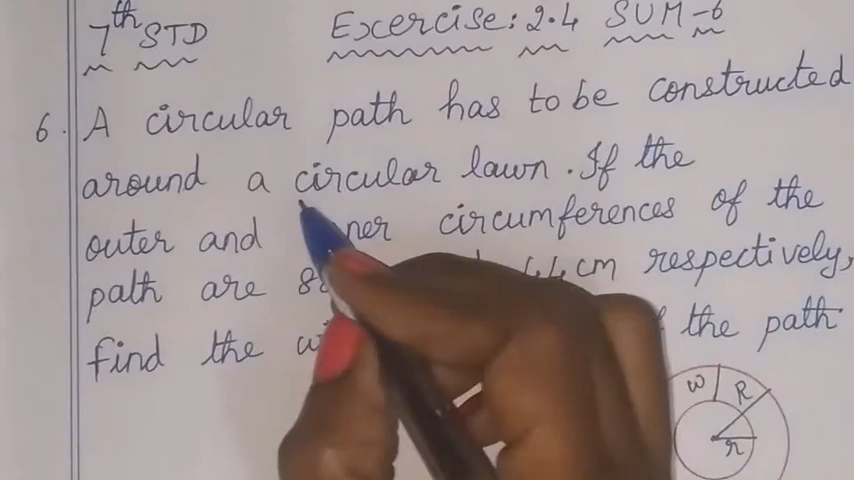 7th STD Exercise: 2.4 SUM-6
6. A circular path has to be constructed
around a circular lawn. If the
outer and circumferences of the
path are cm respectively,
find the the path
w R
r